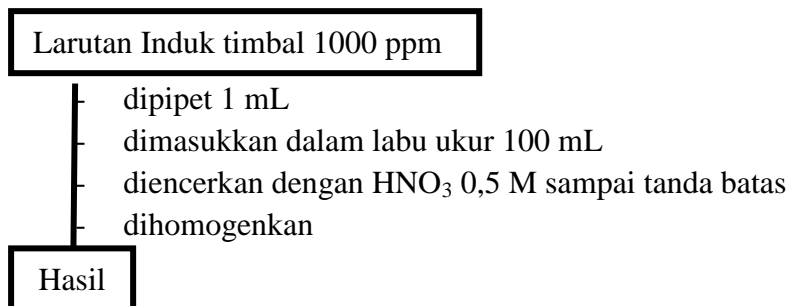 Larutan Induk timbal 1000 ppm
- dipipet 1 mL
- dimasukkan dalam labu ukur 100 mL
- diencerkan dengan HNO₃ 0,5 M sampai tanda batas
- dihomogenkan
Hasil